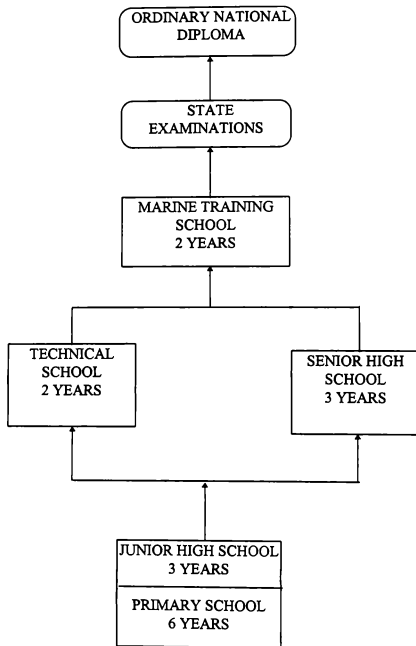 ORDINARY NATIONAL
DIPLOMA
STATE
EXAMINATIONS
MARINE TRAINING
SCHOOL
2 YEARS
TECHNICAL
SCHOOL
2 YEARS
SENIOR HIGH
SCHOOL
3 YEARS
JUNIOR HIGH SCHOOL
3 YEARS
PRIMARY SCHOOL
6 YEARS